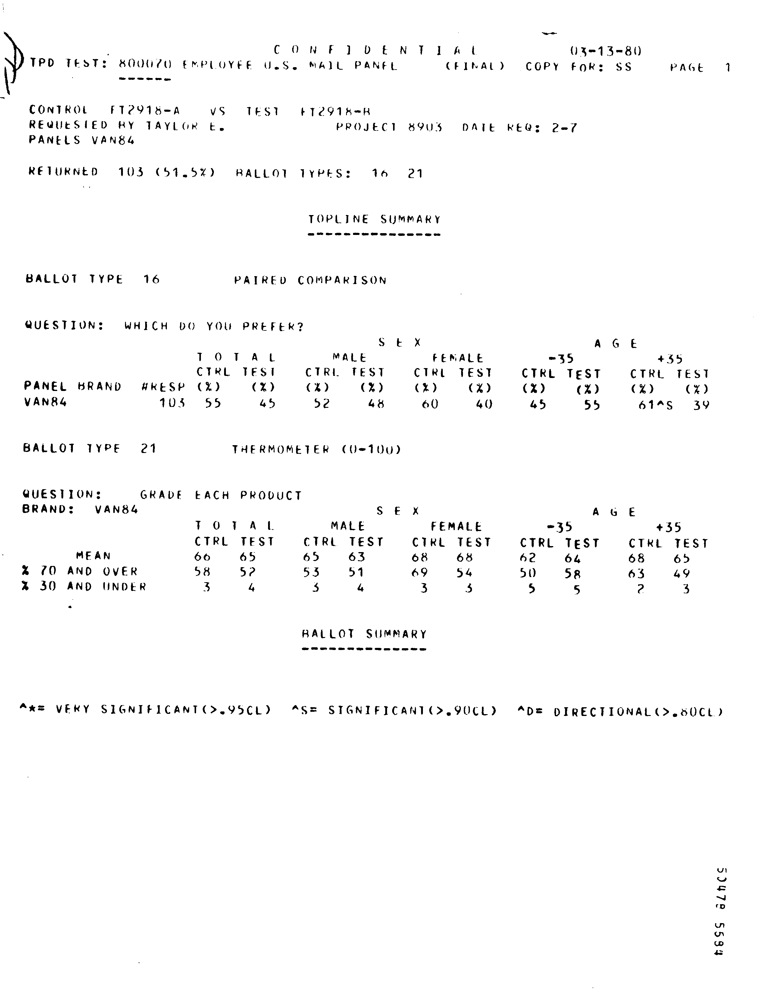 C O N F I D E N T I A L 03-13-80
TPD TEST: 800070 EMPLOYEE U.S. MAIL PANEL (FINAL) COPY FOR: SS PAGE 1
------
CONTROL FT2918-A VS TEST FT2918-B
REQUESTED BY TAYLOR E. PROJECT 8903 DATE REQ: 2-7
PANELS VAN84
RETURNED 103 (51.5%) BALLOT TYPES: 16 21
TOPLINE SUMMARY
---------------
BALLOT TYPE 16 PAIRED COMPARISON
QUESTION: WHICH DO YOU PREFER?
S E X A G E
T O T A L MALE FEMALE -35 +35
CTRL TEST CTRL TEST CTRL TEST CTRL TEST CTRL TEST
PANEL BRAND #RESP (%) (%) (%) (%) (%) (%) (%) (%) (%) (%)
VAN84 103 55 45 52 48 60 40 45 55 61^S 39
BALLOT TYPE 21 THERMOMETER (0-100)
QUESTION: GRADE EACH PRODUCT
BRAND: VAN84 S E X A G E
T O T A L MALE FEMALE -35 +35
CTRL TEST CTRL TEST CTRL TEST CTRL TEST CTRL TEST
MEAN 66 65 65 63 68 68 62 64 68 65
% 70 AND OVER 58 52 53 51 69 54 50 58 63 49
% 30 AND UNDER 3 4 3 4 3 3 5 5 2 3
BALLOT SUMMARY
--------------
^*= VERY SIGNIFICANT(>.95CL) ^S= SIGNIFICANT(>.90CL) ^D= DIRECTIONAL(>.80CL)
5584